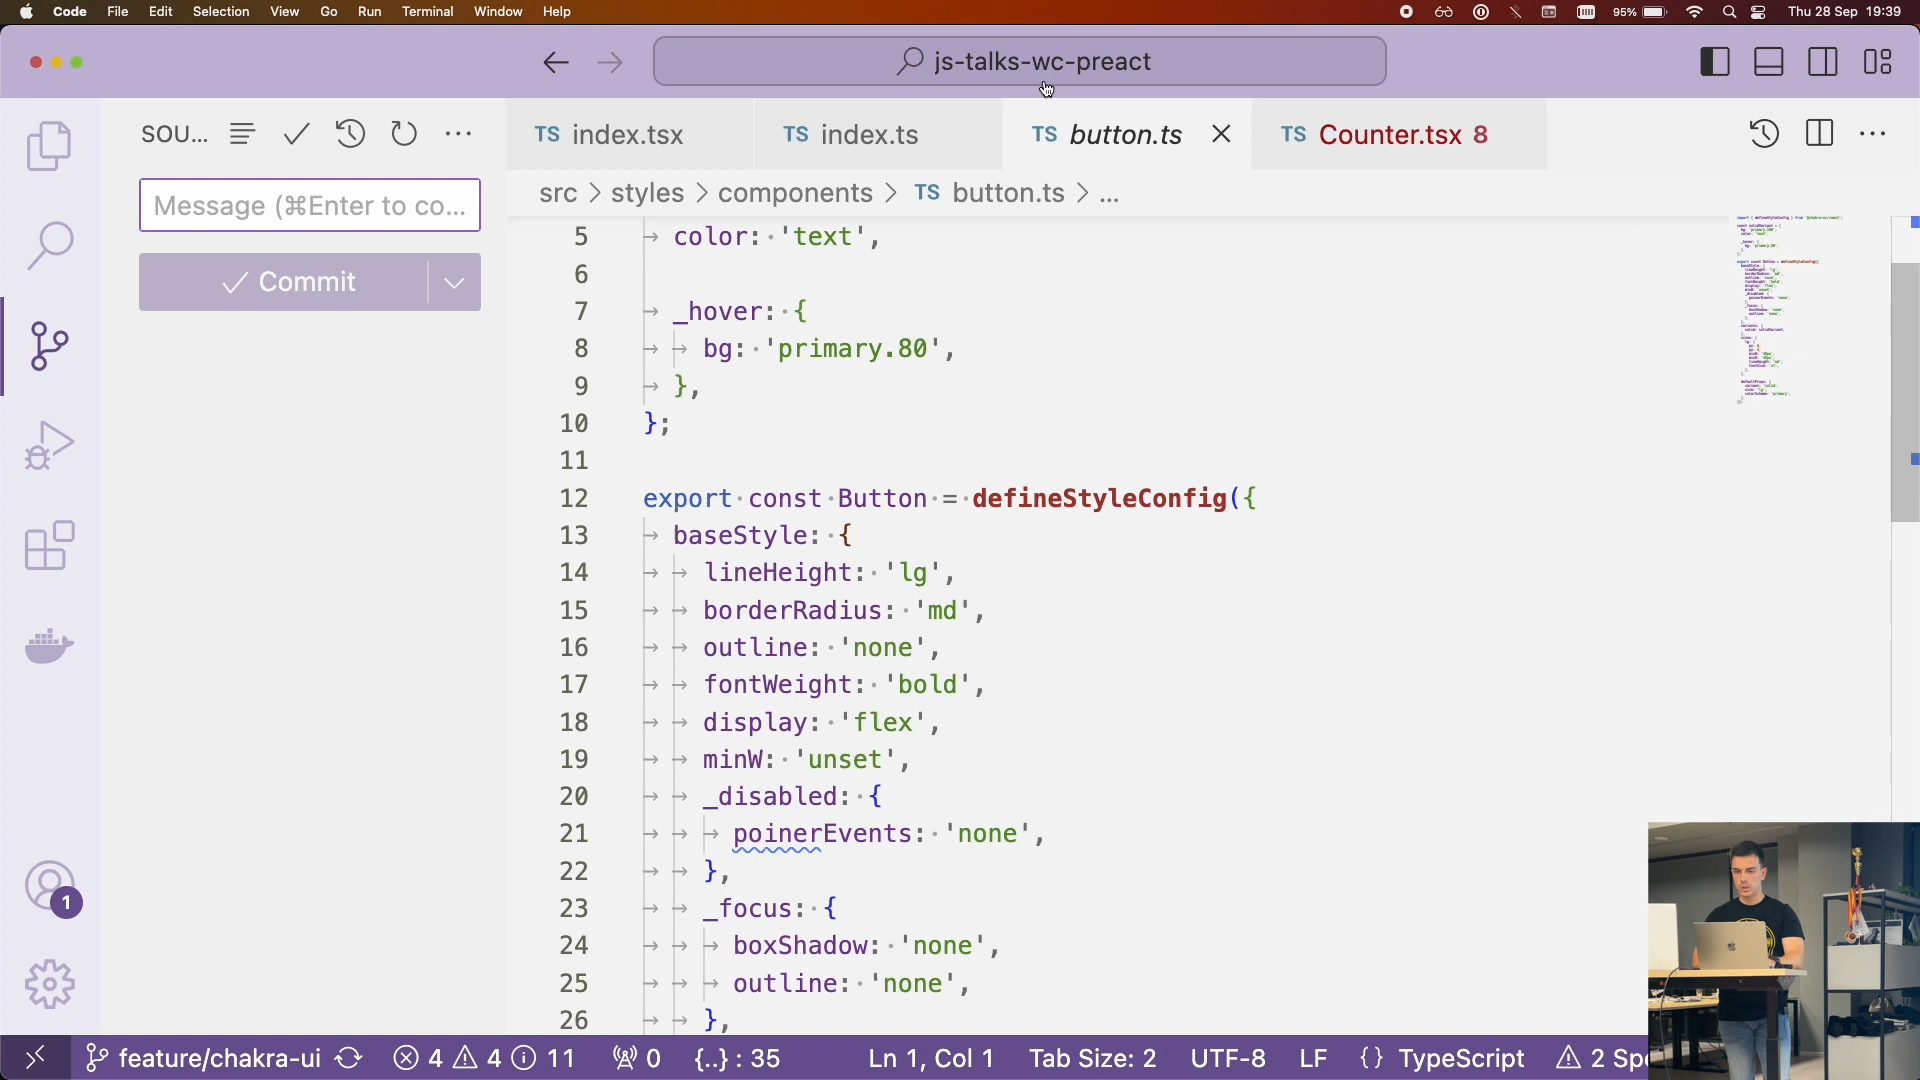 Code File Edit Selection View Go Run Terminal Window Help 95% Thu 28 Sep 19:39
js-talks-wc-preact
SOU...
TS index.tsx TS index.ts TS button.ts TS Counter.tsx 8
Message (⌘Enter to co...
src > styles > components > TS button.ts > ...
Commit
5 color: 'text',
6
7 _hover: {
8 bg: 'primary.80',
9 },
10 };
11
12 export const Button = defineStyleConfig({
13 baseStyle: {
14 lineHeight: 'lg',
15 borderRadius: 'md',
16 outline: 'none',
17 fontWeight: 'bold',
18 display: 'flex',
19 minW: 'unset',
20 _disabled: {
21 poinerEvents: 'none',
22 },
23 _focus: {
24 boxShadow: 'none',
25 outline: 'none',
26 },
1
feature/chakra-ui 4 4 11 0 {..} : 35 Ln 1, Col 1 Tab Size: 2 UTF-8 LF {} TypeScript 2